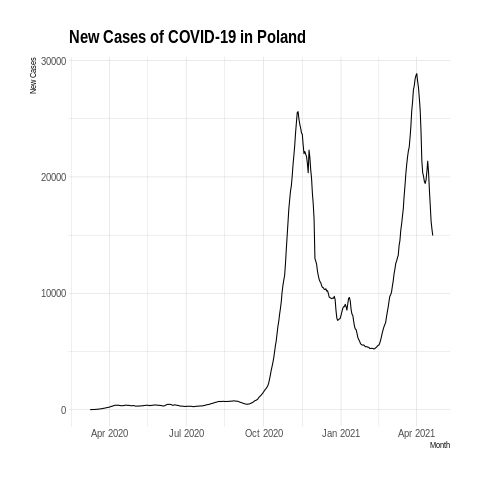 New Cases of COVID-19 in Poland
New Cases
30000
20000
10000
0
Apr 2020 Jul 2020 Oct 2020 Jan 2021 Apr 2021
Month